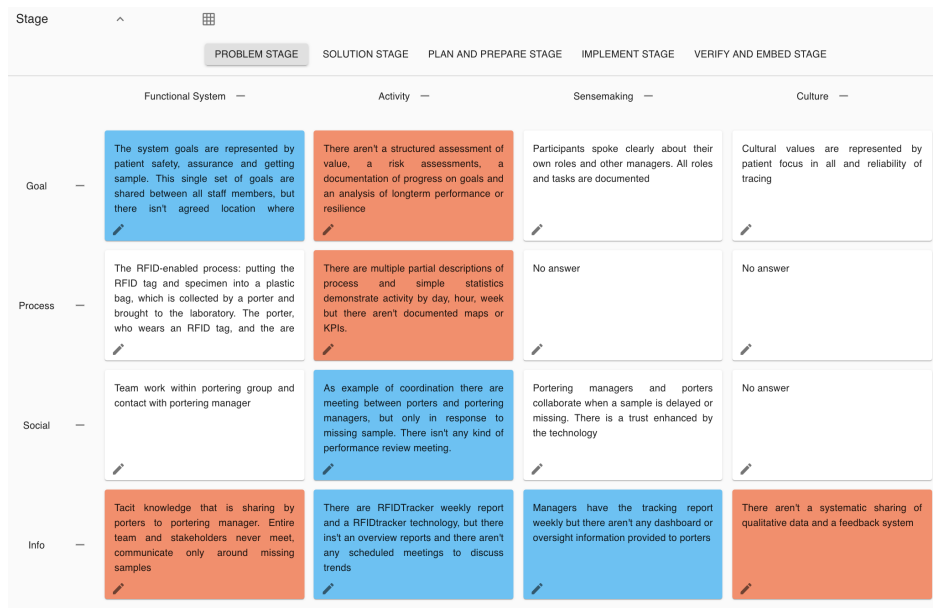 Stage
PROBLEM STAGE SOLUTION STAGE PLAN AND PREPARE STAGE IMPLEMENT STAGE VERIFY AND EMBED STAGE
Functional System Activity Sensemaking Culture
Goal
The system goals are represented by
patient safety, assurance and getting
sample. This single set of goals are
shared between all staff members, but
there isn't agreed location where
There aren't a structured assessment of
value, a risk assessments, a
documentation of progress on goals and
an analysis of longterm performance or
resilience
Participants spoke clearly about their
own roles and other managers. All roles
and tasks are documented
Cultural values are represented by
patient focus in all and reliability of
tracing
Process
The RFID-enabled process: putting the
RFID tag and specimen into a plastic
bag, which is collected by a porter and
brought to the laboratory. The porter,
who wears an RFID tag, and the are
There are multiple partial descriptions of
process and simple statistics
demonstrate activity by day, hour, week
but there aren't documented maps or
KPIs.
No answer
No answer
Social
Team work within portering group and
contact with portering manager
As example of coordination there are
meeting between porters and portering
managers, but only in response to
missing sample. There isn't any kind of
performance review meeting.
Portering managers and porters
collaborate when a sample is delayed or
missing. There is a trust enhanced by
the technology
No answer
Info
Tacit knowledge that is sharing by
porters to portering manager. Entire
team and stakeholders never meet,
communicate only around missing
samples
There are RFIDTracker weekly report
and a RFIDtracker technology, but there
ins't an overview reports and there aren't
any scheduled meetings to discuss
trends
Managers have the tracking report
weekly but there aren't any dashboard or
oversight information provided to porters
There aren't a systematic sharing of
qualitative data and a feedback system